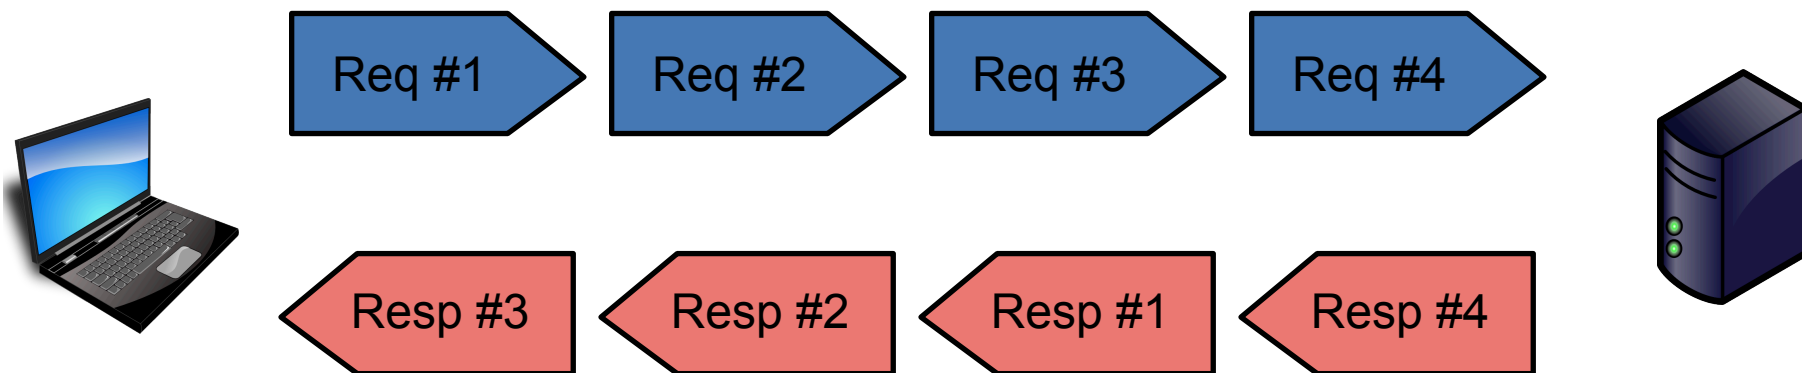 Req #1 Req #2 Req #3 Req #4
Resp #3 Resp #2 Resp #1 Resp #4